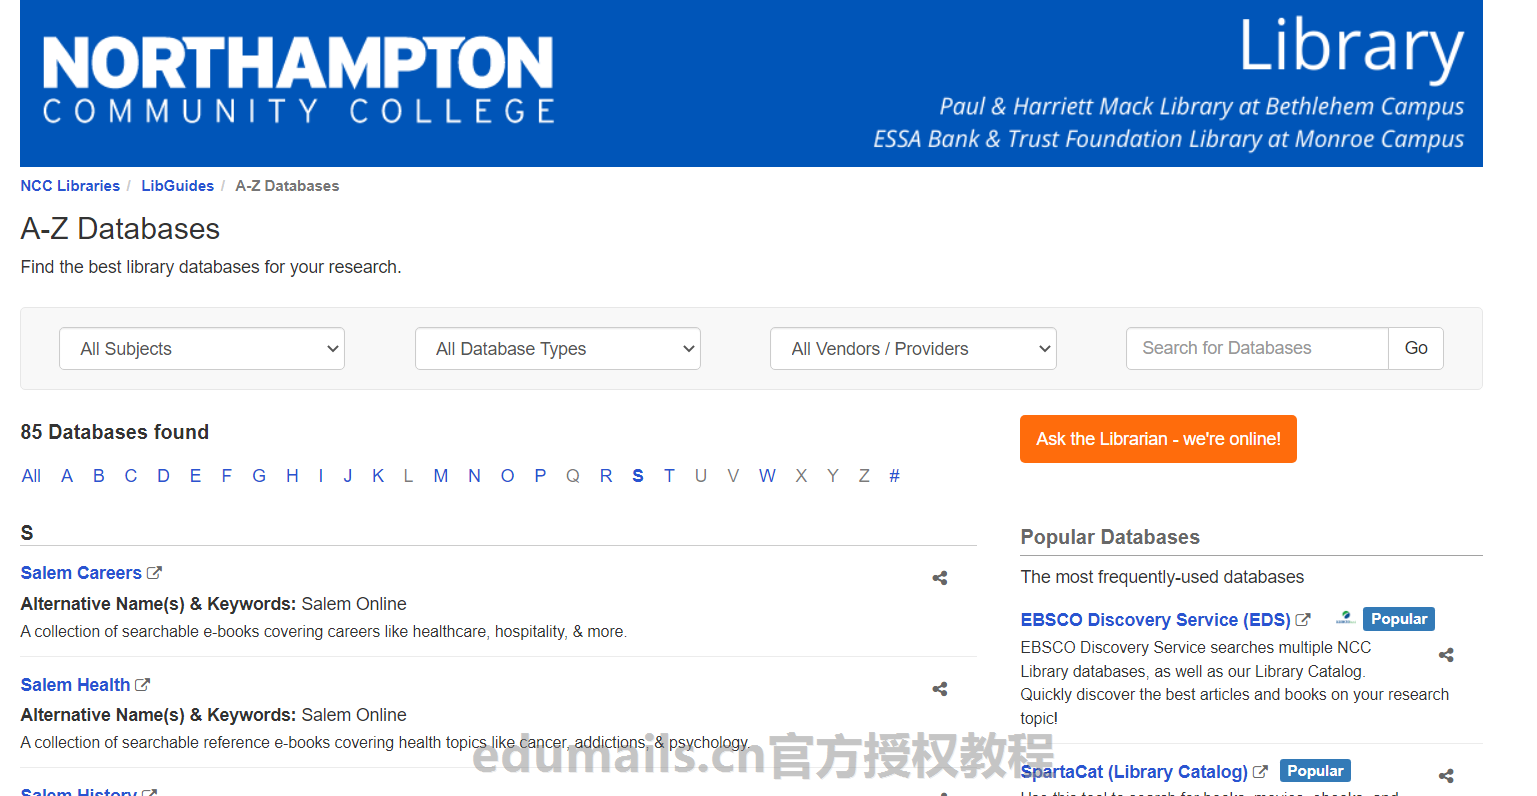 NORTHAMPTON
COMMUNITY COLLEGE
Library
Paul & Harriett Mack Library at Bethlehem Campus
ESSA Bank & Trust Foundation Library at Monroe Campus
NCC Libraries / LibGuides / A-Z Databases
A-Z Databases
Find the best library databases for your research.
All Subjects
All Database Types
All Vendors / Providers
Search for Databases
Go
85 Databases found
All A B C D E F G H I J K L M N O P Q R S T U V W X Y Z #
S
Salem Careers
Alternative Name(s) & Keywords: Salem Online
A collection of searchable e-books covering careers like healthcare, hospitality, & more.
Salem Health
Alternative Name(s) & Keywords: Salem Online
A collection of searchable reference e-books covering health topics like cancer, addictions, & psychology.
Salem History
Ask the Librarian - we're online!
Popular Databases
The most frequently-used databases
EBSCO Discovery Service (EDS)
Popular
EBSCO Discovery Service searches multiple NCC
Library databases, as well as our Library Catalog.
Quickly discover the best articles and books on your research
topic!
SpartaCat (Library Catalog)
Popular
edumails.cn官方授权教程